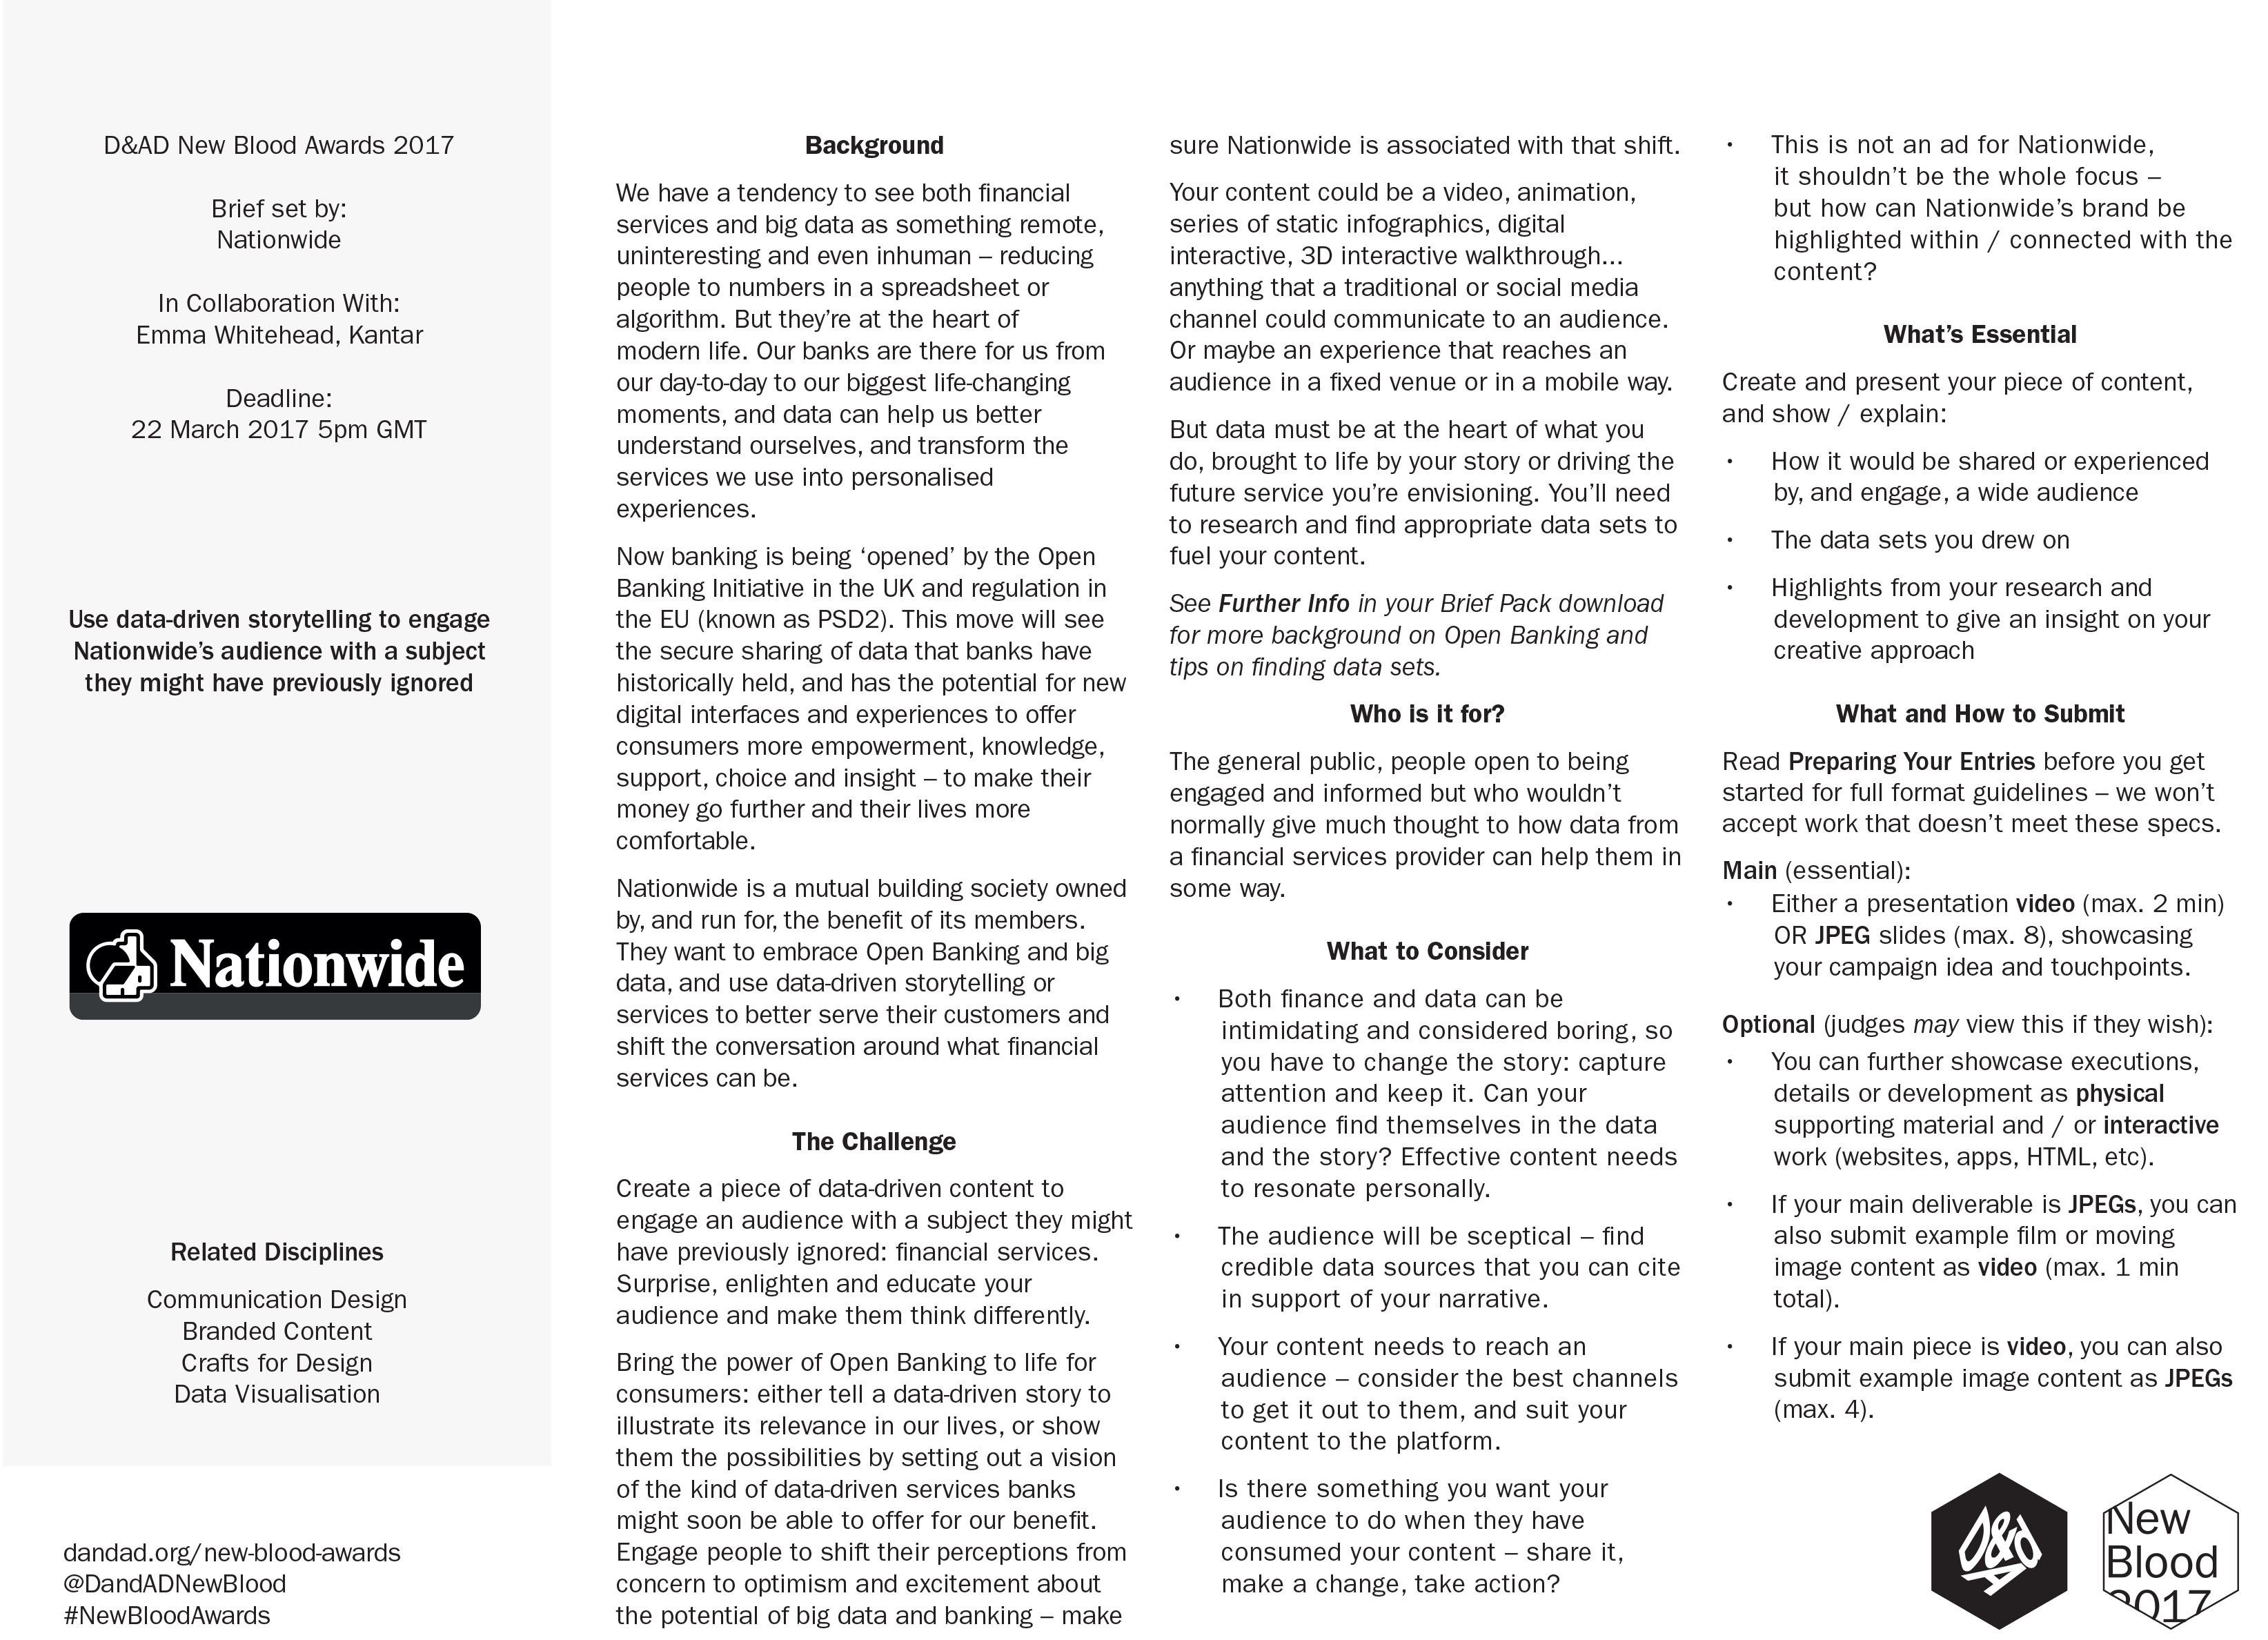 D&AD New Blood Awards 2017
Brief set by:
Nationwide
In Collaboration With:
Emma Whitehead, Kantar
Deadline:
22 March 2017 5pm GMT
Use data-driven storytelling to engage
Nationwide’s audience with a subject
they might have previously ignored
Nationwide
Related Disciplines
Communication Design
Branded Content
Crafts for Design
Data Visualisation
dandad.org/new-blood-awards
@DandADNewBlood
#NewBloodAwards
Background
We have a tendency to see both financial
services and big data as something remote,
uninteresting and even inhuman – reducing
people to numbers in a spreadsheet or
algorithm. But they’re at the heart of
modern life. Our banks are there for us from
our day-to-day to our biggest life-changing
moments, and data can help us better
understand ourselves, and transform the
services we use into personalised
experiences.
Now banking is being ‘opened’ by the Open
Banking Initiative in the UK and regulation in
the EU (known as PSD2). This move will see
the secure sharing of data that banks have
historically held, and has the potential for new
digital interfaces and experiences to offer
consumers more empowerment, knowledge,
support, choice and insight – to make their
money go further and their lives more
comfortable.
Nationwide is a mutual building society owned
by, and run for, the benefit of its members.
They want to embrace Open Banking and big
data, and use data-driven storytelling or
services to better serve their customers and
shift the conversation around what financial
services can be.
The Challenge
Create a piece of data-driven content to
engage an audience with a subject they might
have previously ignored: financial services.
Surprise, enlighten and educate your
audience and make them think differently.
Bring the power of Open Banking to life for
consumers: either tell a data-driven story to
illustrate its relevance in our lives, or show
them the possibilities by setting out a vision
of the kind of data-driven services banks
might soon be able to offer for our benefit.
Engage people to shift their perceptions from
concern to optimism and excitement about
the potential of big data and banking – make
sure Nationwide is associated with that shift.
Your content could be a video, animation,
series of static infographics, digital
interactive, 3D interactive walkthrough...
anything that a traditional or social media
channel could communicate to an audience.
Or maybe an experience that reaches an
audience in a fixed venue or in a mobile way.
But data must be at the heart of what you
do, brought to life by your story or driving the
future service you’re envisioning. You’ll need
to research and find appropriate data sets to
fuel your content.
See Further Info in your Brief Pack download
for more background on Open Banking and
tips on finding data sets.
Who is it for?
The general public, people open to being
engaged and informed but who wouldn’t
normally give much thought to how data from
a financial services provider can help them in
some way.
What to Consider
• Both finance and data can be
intimidating and considered boring, so
you have to change the story: capture
attention and keep it. Can your
audience find themselves in the data
and the story? Effective content needs
to resonate personally.
• The audience will be sceptical – find
credible data sources that you can cite
in support of your narrative.
• Your content needs to reach an
audience – consider the best channels
to get it out to them, and suit your
content to the platform.
• Is there something you want your
audience to do when they have
consumed your content – share it,
make a change, take action?
• This is not an ad for Nationwide,
it shouldn’t be the whole focus –
but how can Nationwide’s brand be
highlighted within / connected with the
content?
What’s Essential
Create and present your piece of content,
and show / explain:
• How it would be shared or experienced
by, and engage, a wide audience
• The data sets you drew on
• Highlights from your research and
development to give an insight on your
creative approach
What and How to Submit
Read Preparing Your Entries before you get
started for full format guidelines – we won’t
accept work that doesn’t meet these specs.
Main (essential):
• Either a presentation video (max. 2 min)
OR JPEG slides (max. 8), showcasing
your campaign idea and touchpoints.
Optional (judges may view this if they wish):
• You can further showcase executions,
details or development as physical
supporting material and / or interactive
work (websites, apps, HTML, etc).
• If your main deliverable is JPEGs, you can
also submit example film or moving
image content as video (max. 1 min
total).
• If your main piece is video, you can also
submit example image content as JPEGs
(max. 4).
D&AD
New
Blood
2017